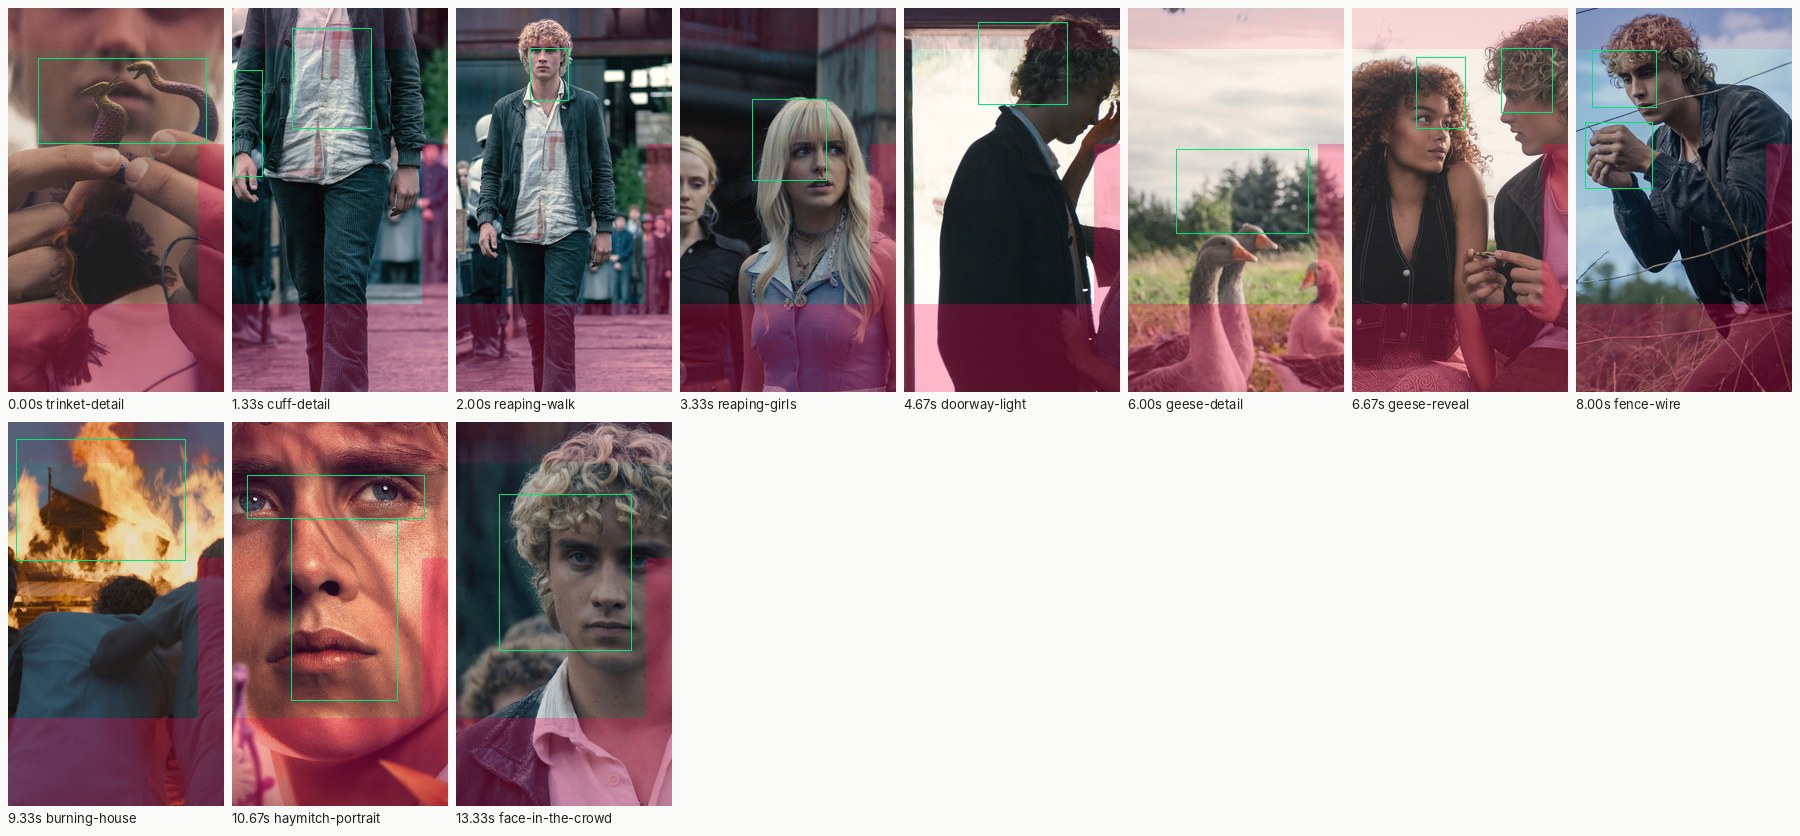 0.00s trinket-detail
1.33s cuff-detail
2.00s reaping-walk
3.33s reaping-girls
4.67s doorway-light
6.00s geese-detail
6.67s geese-reveal
8.00s fence-wire
9.33s burning-house
10.67s haymitch-portrait
13.33s face-in-the-crowd